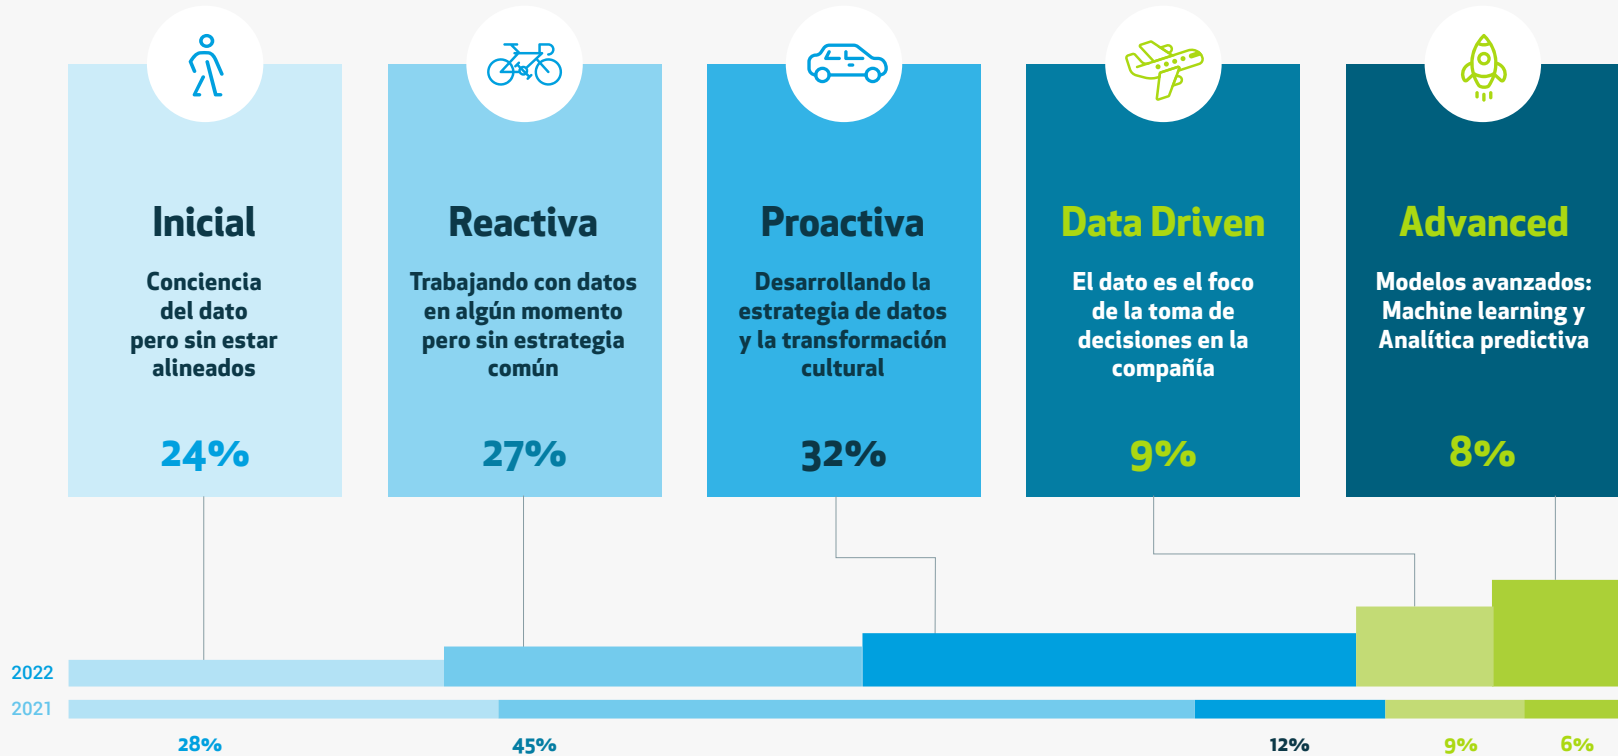 Inicial
Conciencia
del dato
pero sin estar
alineados
24%
Reactiva
Trabajando con datos
en algún momento
pero sin estrategia
común
27%
Proactiva
Desarrollando la
estrategia de datos
y la transformación
cultural
32%
Data Driven
El dato es el foco
de la toma de
decisiones en la
compañía
9%
Advanced
Modelos avanzados:
Machine learning y
Analítica predictiva
8%
2022
2021
28%
45%
12%
9%
6%